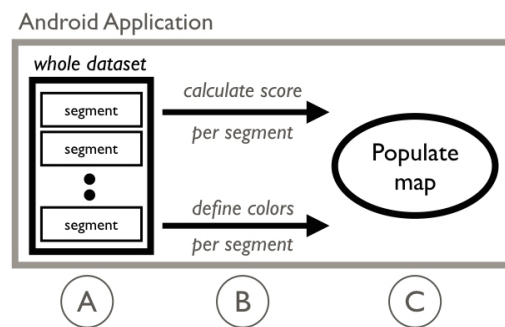 Android Application
whole dataset
segment
segment
segment
calculate score
per segment
define colors
per segment
Populate
map
A
B
C